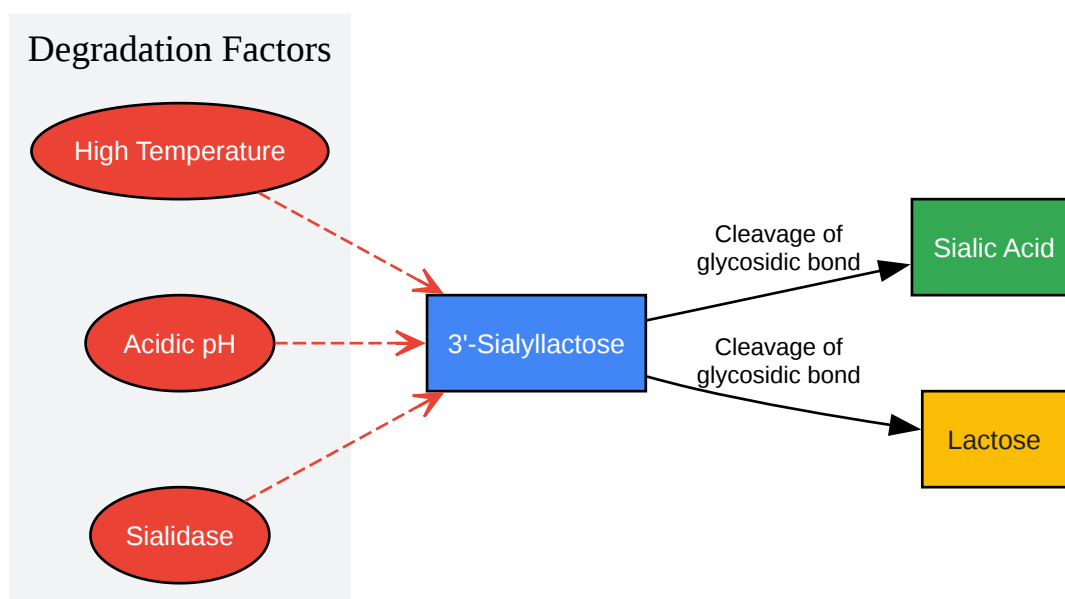 Degradation Factors
High Temperature
Acidic pH
Sialidase
3'-Sialyllactose
Cleavage of
glycosidic bond
Cleavage of
glycosidic bond
Sialic Acid
Lactose